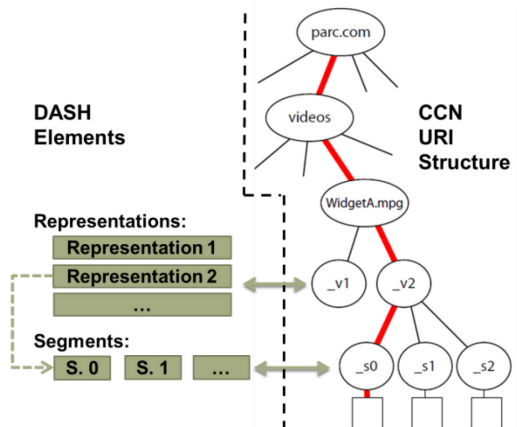 parc.com
DASH
Elements
videos
CCN
URI
Structure
WidgetA.mpg
Representations:
Representation 1
Representation 2
...
_v1
_v2
Segments:
S. 0
S. 1
...
_s0
_s1
_s2